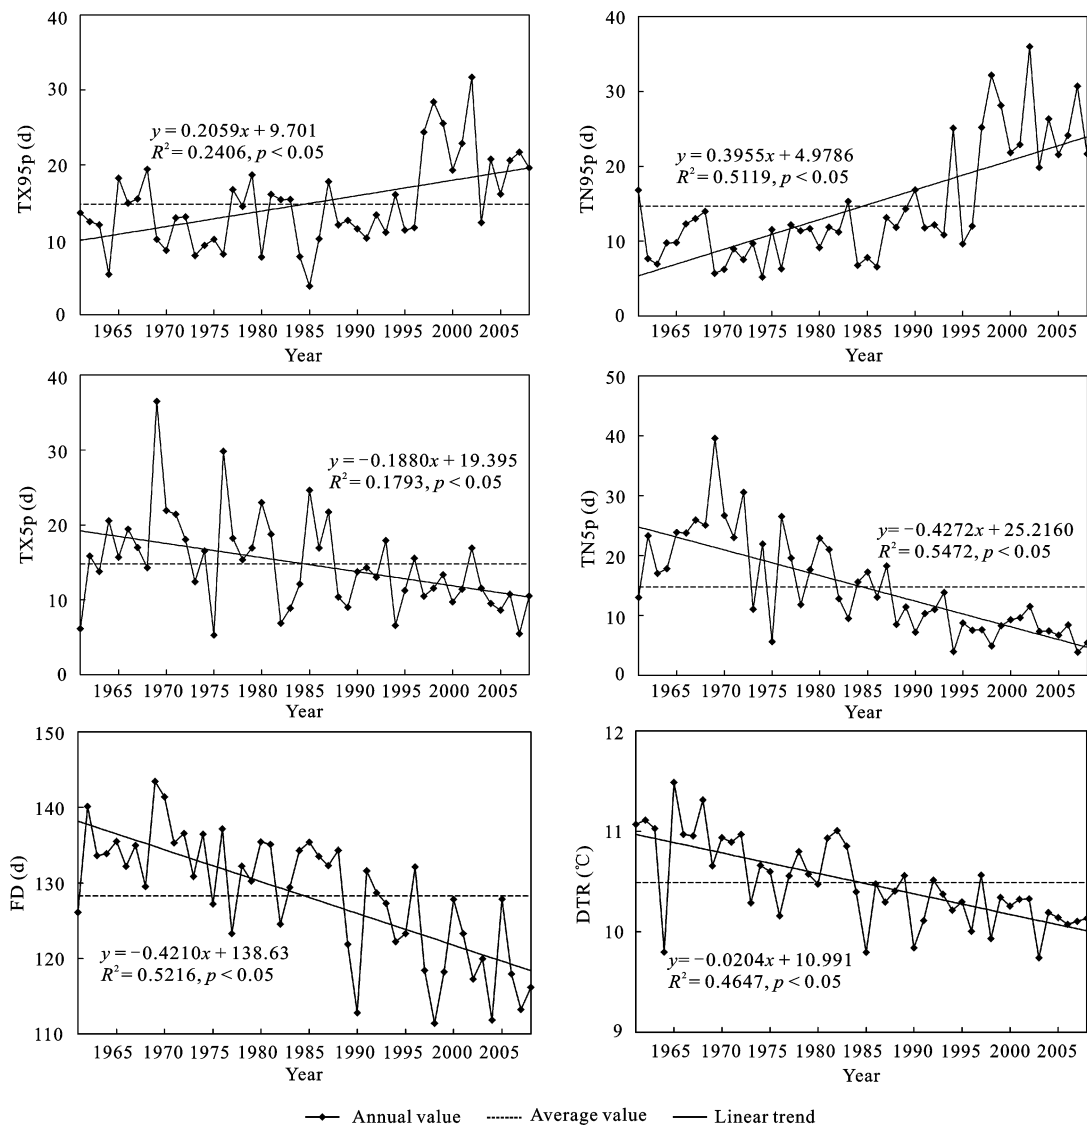 40
30
20
10
0
TX95p (d)
y = 0.2059x + 9.701
R² = 0.2406, p < 0.05
1965 1970 1975 1980 1985 1990 1995 2000 2005
Year
40
30
20
10
0
TN95p (d)
y = 0.3955x + 4.9786
R² = 0.5119, p < 0.05
1965 1970 1975 1980 1985 1990 1995 2000 2005
Year
40
30
20
10
0
TX5p (d)
y = −0.1880x + 19.395
R² = 0.1793, p < 0.05
1965 1970 1975 1980 1985 1990 1995 2000 2005
Year
50
40
30
20
10
0
TN5p (d)
y = −0.4272x + 25.2160
R² = 0.5472, p < 0.05
1965 1970 1975 1980 1985 1990 1995 2000 2005
Year
150
140
130
120
110
FD (d)
y = −0.4210x + 138.63
R² = 0.5216, p < 0.05
1965 1970 1975 1980 1985 1990 1995 2000 2005
Year
12
11
10
9
DTR (℃)
y = −0.0204x + 10.991
R² = 0.4647, p < 0.05
1965 1970 1975 1980 1985 1990 1995 2000 2005
Year
Annual value Average value Linear trend